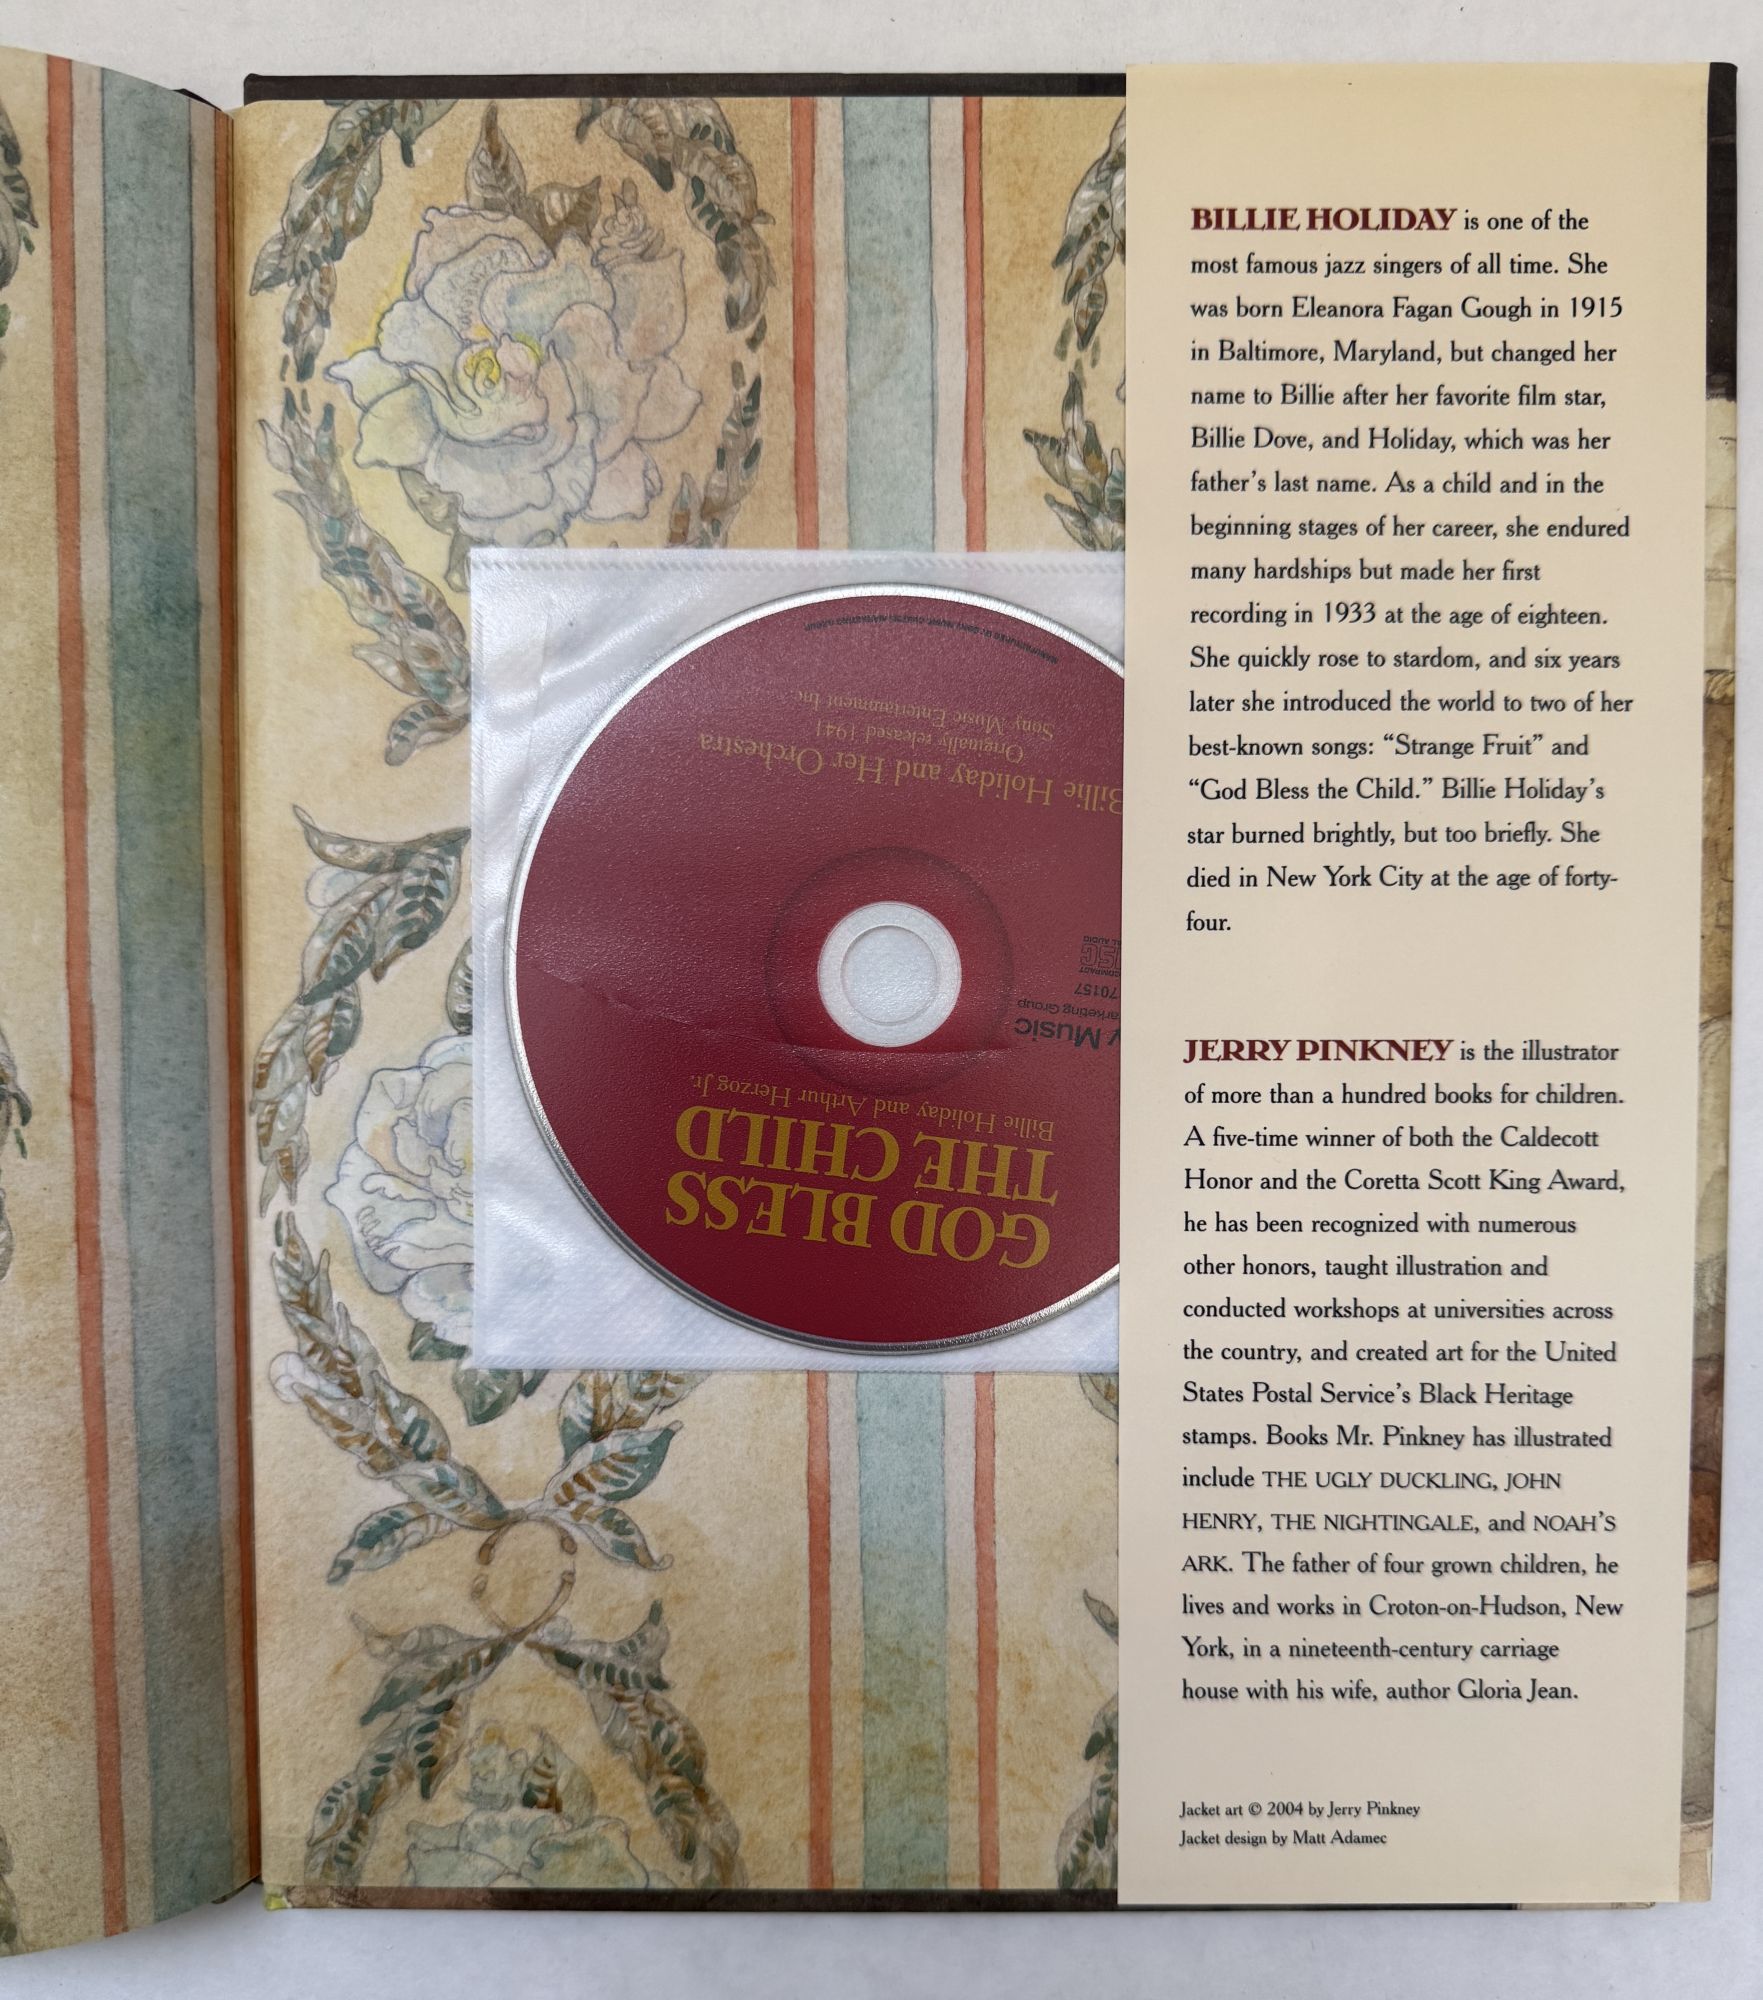 BILLIE HOLIDAY is one of the
most famous jazz singers of all time. She
was born Eleanora Fagan Gough in 1915
in Baltimore, Maryland, but changed her
name to Billie after her favorite film star,
Billie Dove, and Holiday, which was her
father's last name. As a child and in the
beginning stages of her career, she endured
many hardships but made her first
recording in 1933 at the age of eighteen.
She quickly rose to stardom, and six years
later she introduced the world to two of her
best-known songs: “Strange Fruit” and
“God Bless the Child.” Billie Holiday's
star burned brightly, but too briefly. She
died in New York City at the age of forty-
four.
JERRY PINKNEY is the illustrator
of more than a hundred books for children.
A five-time winner of both the Caldecott
Honor and the Coretta Scott King Award,
he has been recognized with numerous
other honors, taught illustration and
conducted workshops at universities across
the country, and created art for the United
States Postal Service's Black Heritage
stamps. Books Mr. Pinkney has illustrated
include THE UGLY DUCKLING, JOHN
HENRY, THE NIGHTINGALE, and NOAH'S
ARK. The father of four grown children, he
lives and works in Croton-on-Hudson, New
York, in a nineteenth-century carriage
house with his wife, author Gloria Jean.
Jacket art © 2004 by Jerry Pinkney
Jacket design by Matt Adamec
GOD BLESS
THE CHILD
Billie Holiday and Arthur Herzog Jr.
Music
Group
70157
COMPACT
DISC
AUDIO
Billie Holiday and Her Orchestra
Originally released 1941
Sony Music Entertainment Inc.